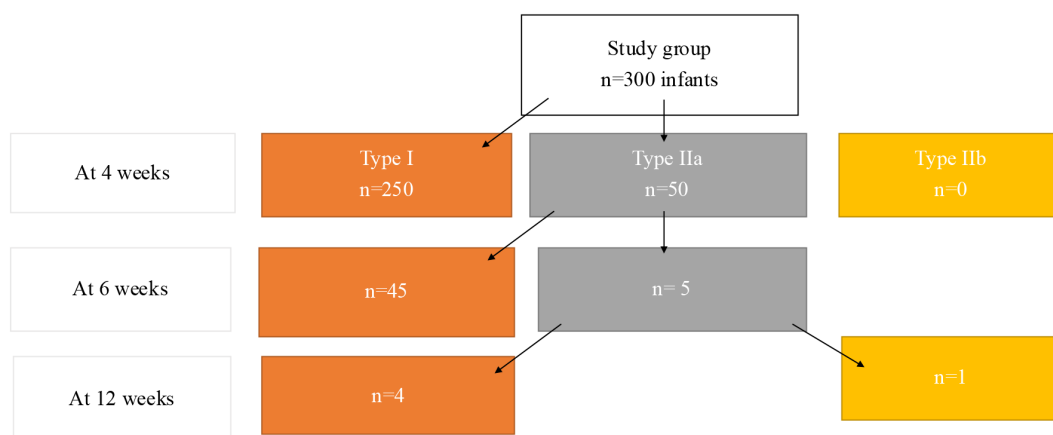 Study group
n=300 infants
At 4 weeks
Type I
n=250
Type IIa
n=50
Type IIb
n=0
At 6 weeks
n=45
n= 5
At 12 weeks
n=4
n=1